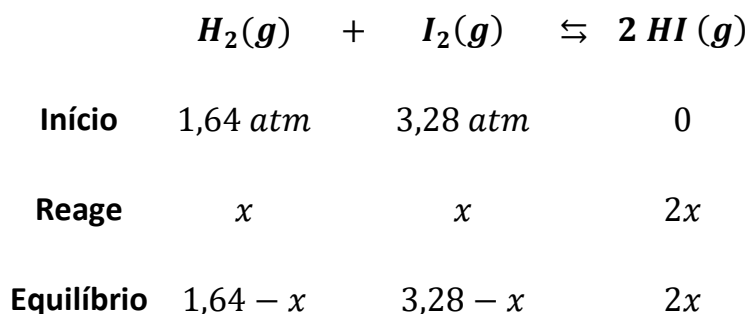 H₂(g) + I₂(g) ⇆ 2 HI (g)
Início 1,64 atm 3,28 atm 0
Reage x x 2x
Equilíbrio 1,64 − x 3,28 − x 2x